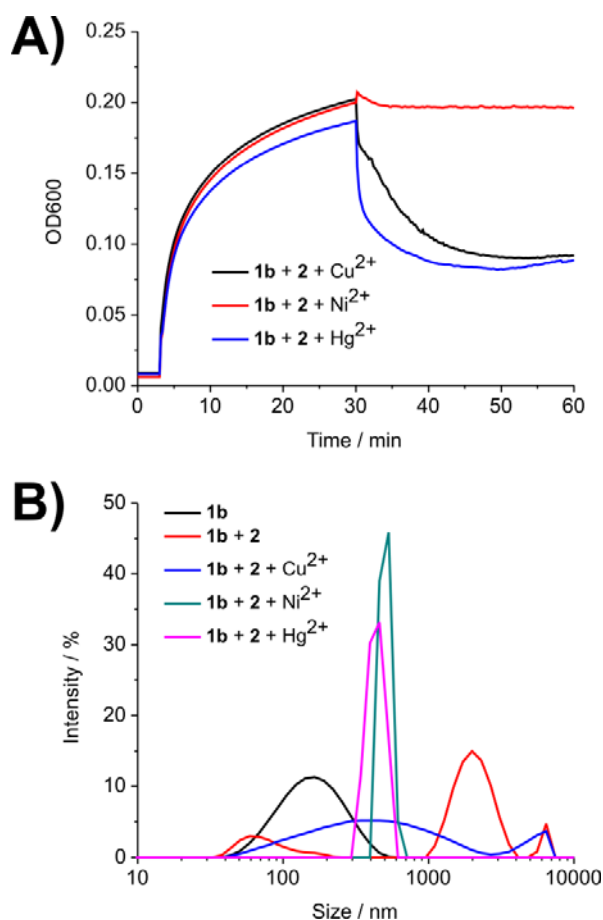 A)
0.25
0.20
0.15
0.10
0.05
0.00
OD600
1b + 2 + Cu²⁺
1b + 2 + Ni²⁺
1b + 2 + Hg²⁺
0 10 20 30 40 50 60
Time / min
B)
50
40
30
20
10
0
Intensity / %
1b
1b + 2
1b + 2 + Cu²⁺
1b + 2 + Ni²⁺
1b + 2 + Hg²⁺
10 100 1000 10000
Size / nm